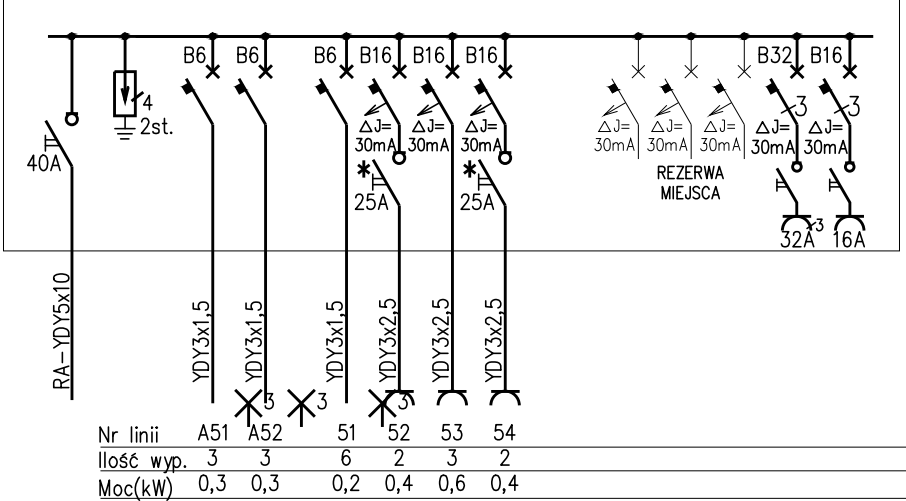 B6 B6 B6 B16 B16 B16 B32 B16
4
2st.
40A
3 3
ΔJ= ΔJ= ΔJ= ΔJ= ΔJ= ΔJ= ΔJ= ΔJ=
30mA 30mA 30mA 30mA 30mA 30mA 30mA 30mA
* *
25A 25A
REZERWA
MIEJSCA
3
32A 16A
RA-YDY5x10
YDY3x1,5
YDY3x1,5
YDY3x1,5
YDY3x2,5
YDY3x2,5
YDY3x2,5
3 3 3
Nr linii A51 A52 51 52 53 54
Ilość wyp. 3 3 6 2 3 2
Moc(kW) 0,3 0,3 0,2 0,4 0,6 0,4